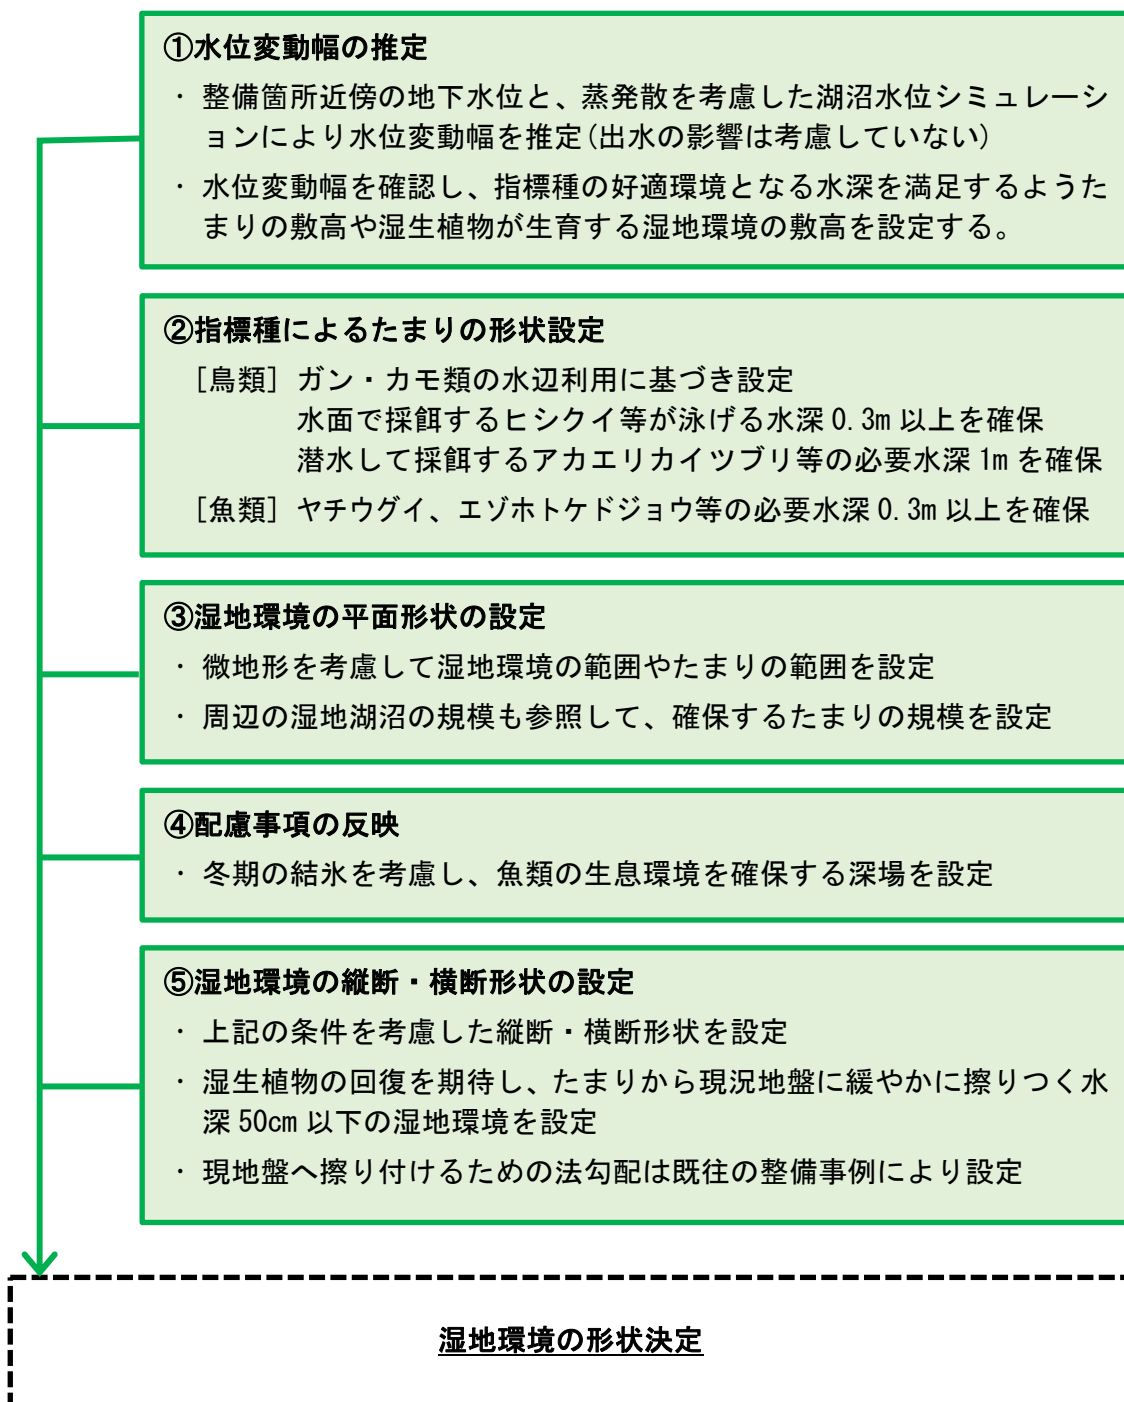 ①水位変動幅の推定
・ 整備箇所近傍の地下水位と、蒸発散を考慮した湖沼水位シミュレーシ
ョンにより水位変動幅を推定(出水の影響は考慮していない)
・ 水位変動幅を確認し、指標種の好適環境となる水深を満足するようた
まりの敷高や湿生植物が生育する湿地環境の敷高を設定する。
②指標種によるたまりの形状設定
[鳥類] ガン・カモ類の水辺利用に基づき設定
水面で採餌するヒシクイ等が泳げる水深 0.3m 以上を確保
潜水して採餌するアカエリカイツブリ等の必要水深 1m を確保
[魚類] ヤチウグイ、エゾホトケドジョウ等の必要水深 0.3m 以上を確保
③湿地環境の平面形状の設定
・ 微地形を考慮して湿地環境の範囲やたまりの範囲を設定
・ 周辺の湿地湖沼の規模も参照して、確保するたまりの規模を設定
④配慮事項の反映
・ 冬期の結氷を考慮し、魚類の生息環境を確保する深場を設定
⑤湿地環境の縦断・横断形状の設定
・ 上記の条件を考慮した縦断・横断形状を設定
・ 湿生植物の回復を期待し、たまりから現況地盤に緩やかに擦りつく水
深 50cm 以下の湿地環境を設定
・ 現地盤へ擦り付けるための法勾配は既往の整備事例により設定
湿地環境の形状決定